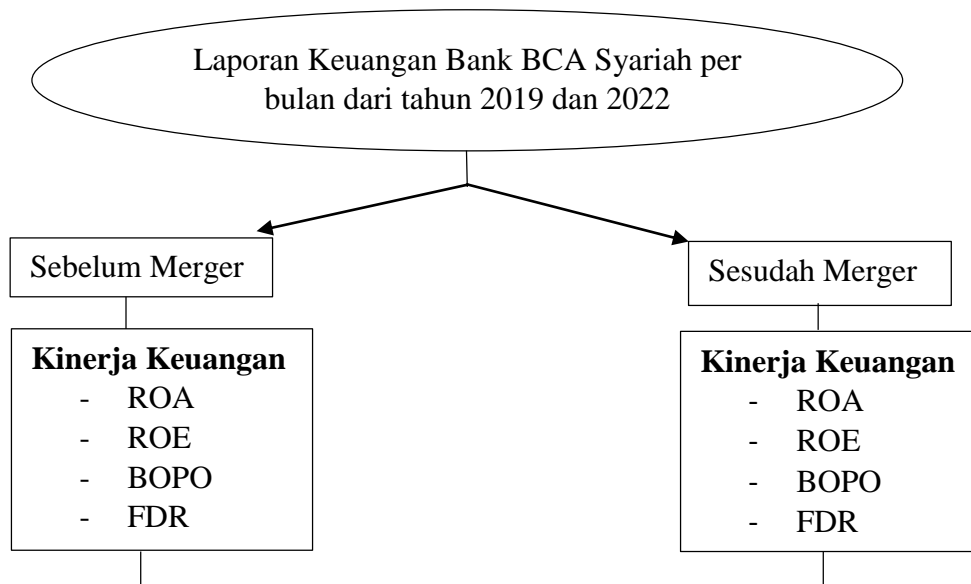 Laporan Keuangan Bank BCA Syariah per
bulan dari tahun 2019 dan 2022
Sebelum Merger
Sesudah Merger
Kinerja Keuangan
- ROA
- ROE
- BOPO
- FDR
Kinerja Keuangan
- ROA
- ROE
- BOPO
- FDR